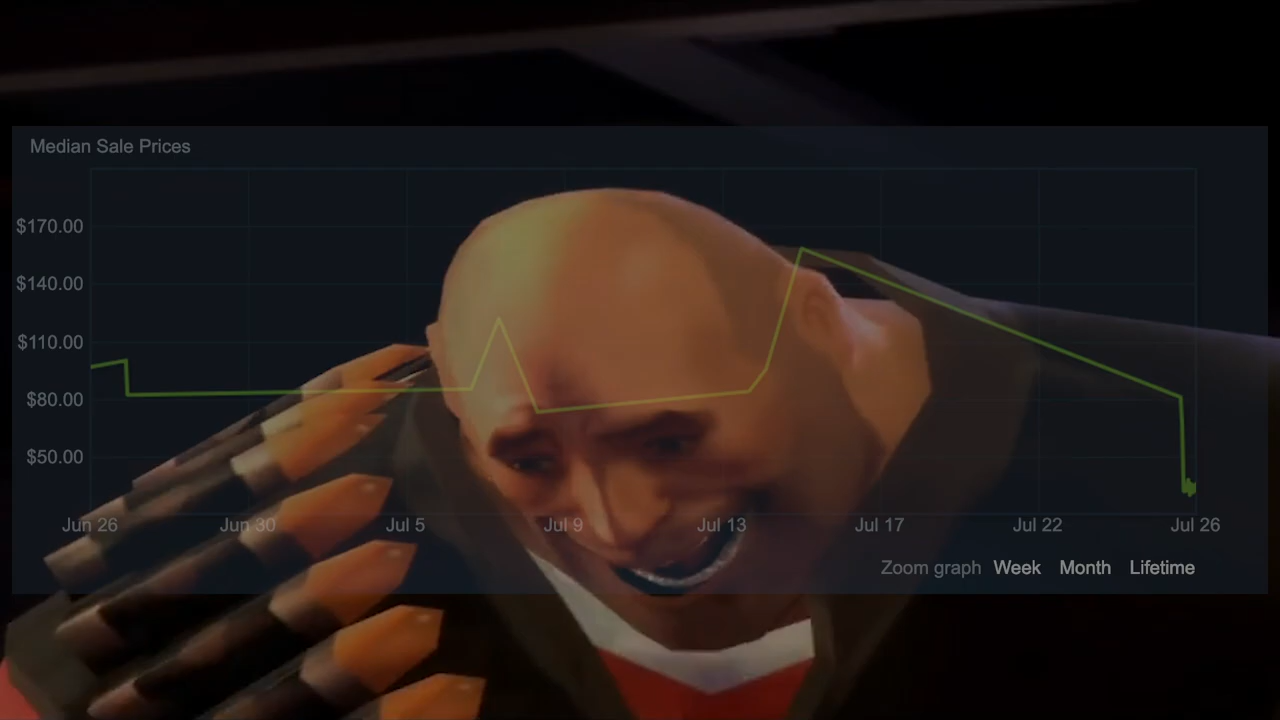 Median Sale Prices
$170.00
$140.00
$110.00
$80.00
$50.00
Jun 26 Jun 30 Jul 5 Jul 9 Jul 13 Jul 17 Jul 22 Jul 26
Zoom graph Week Month Lifetime